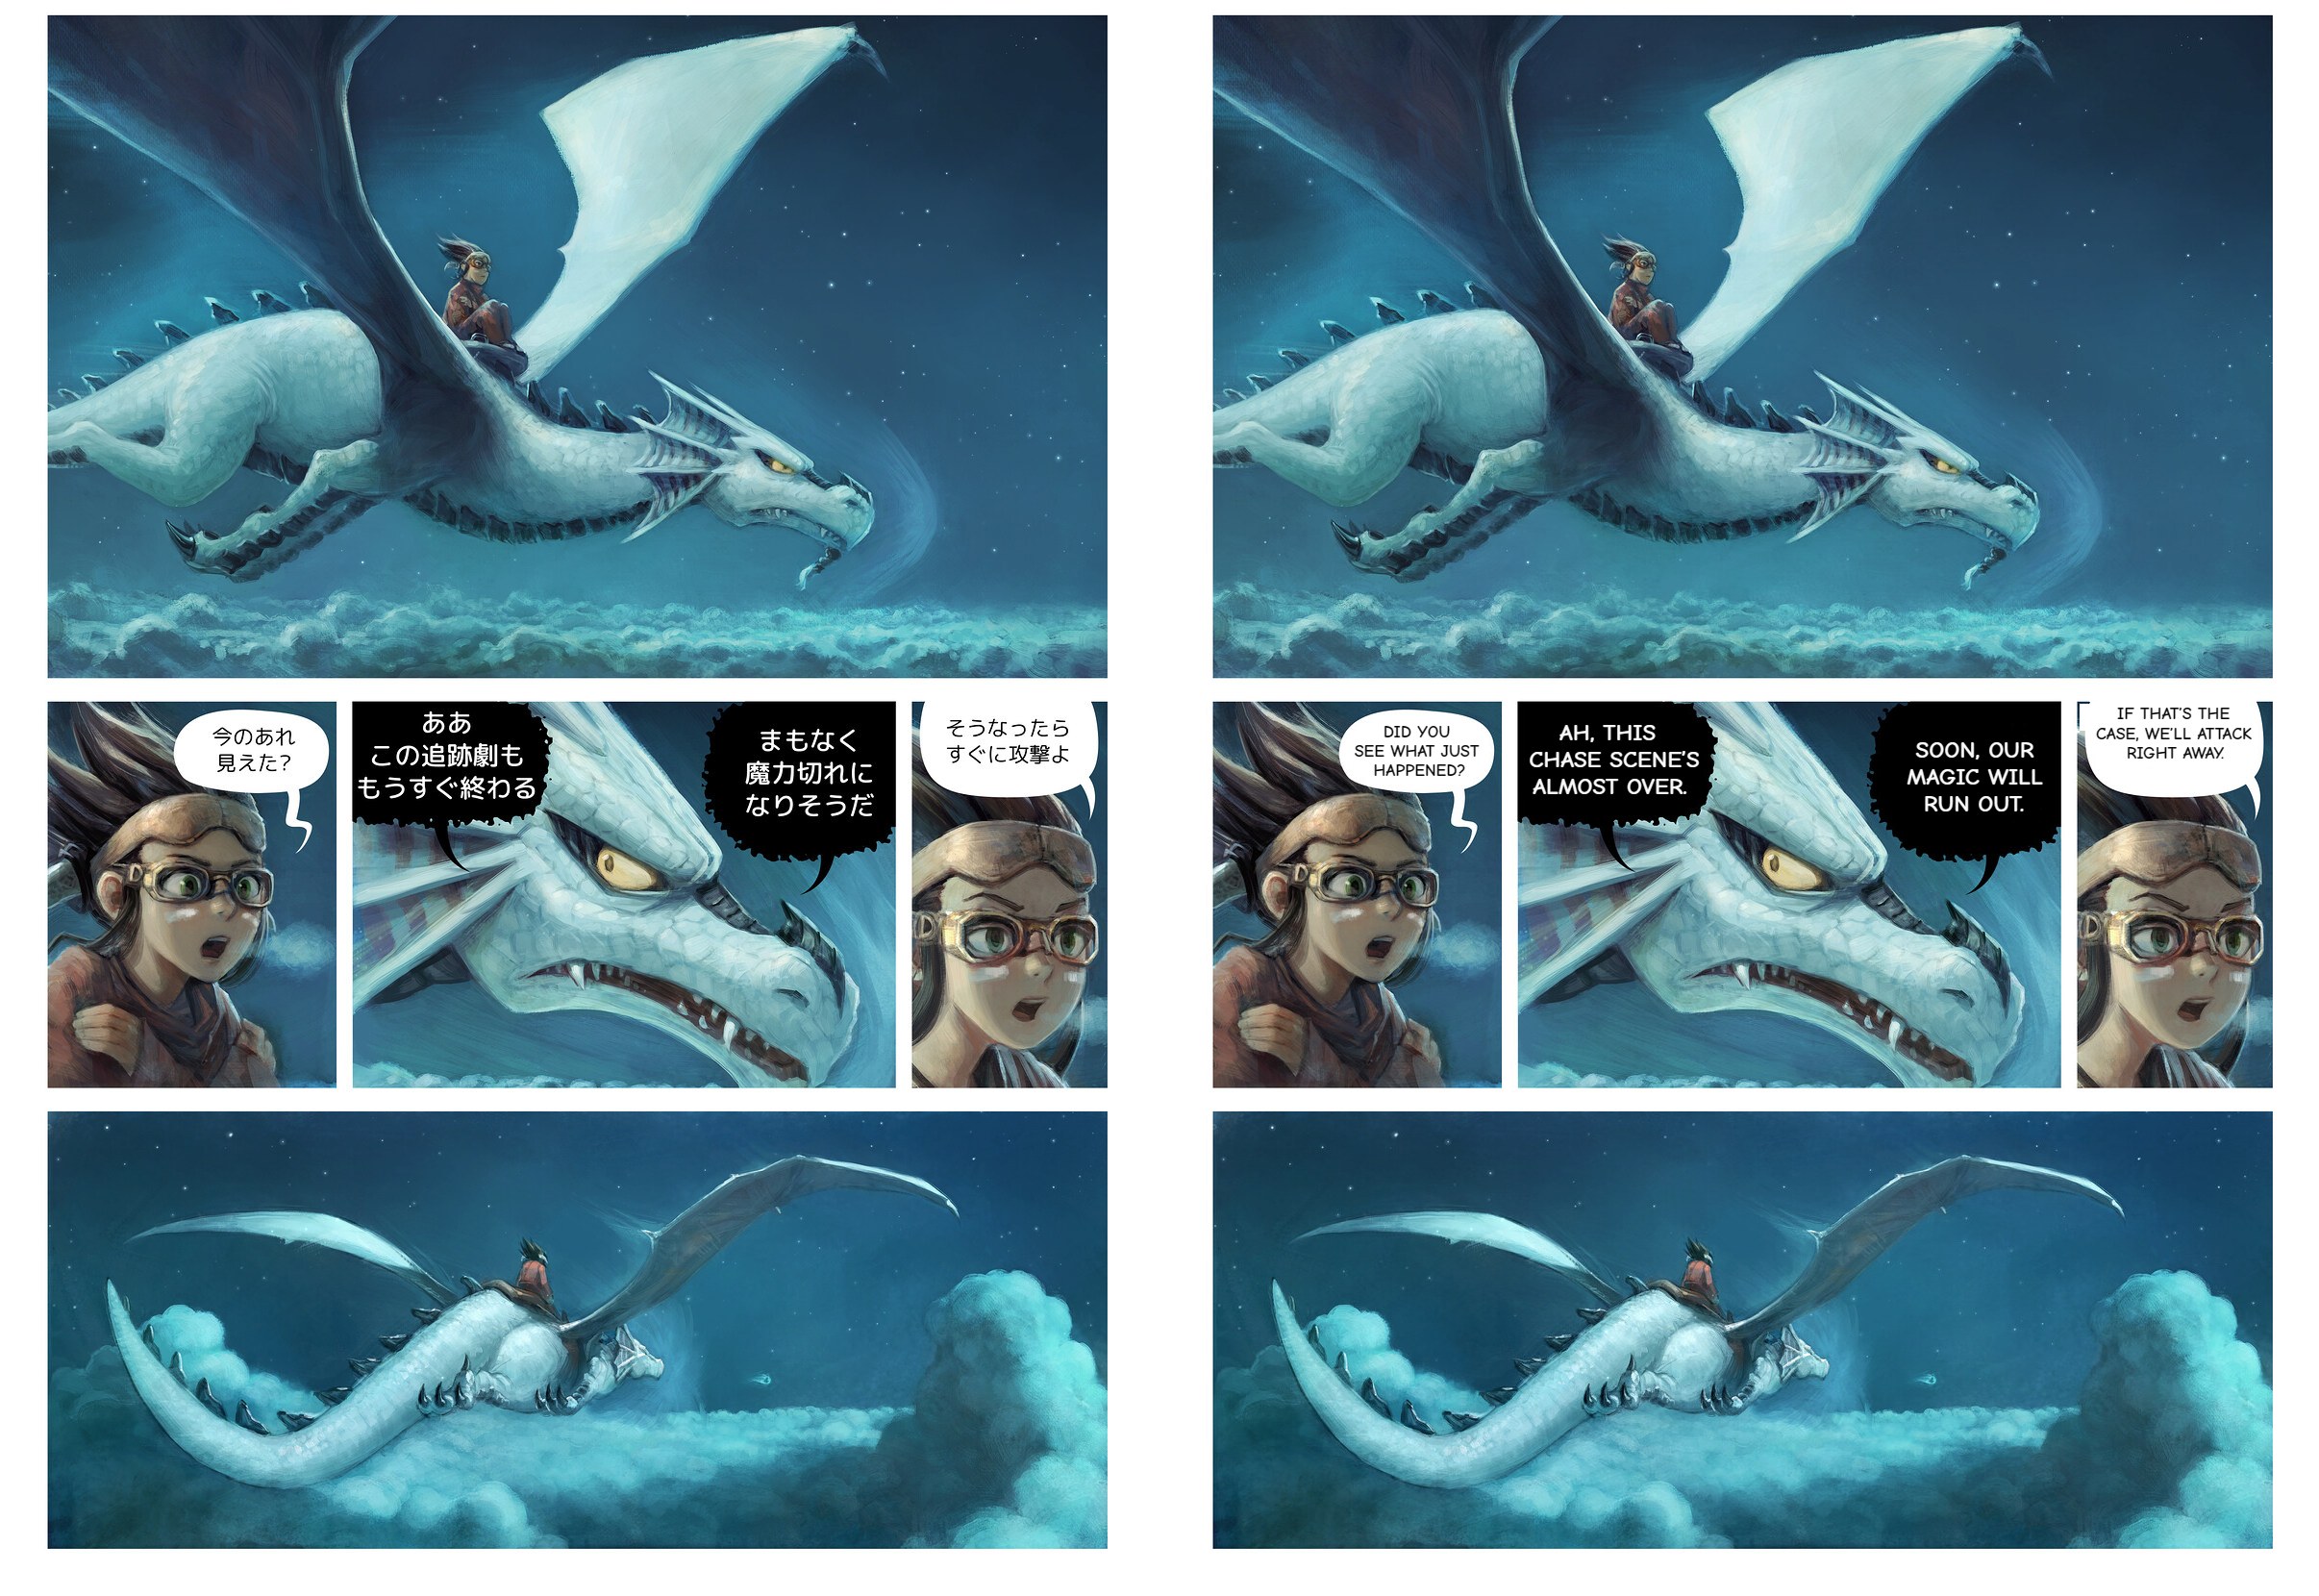 今のあれ
見えた?
ああ
この追跡劇も
もうすぐ終わる
まもなく
魔力切れに
なりそうだ
そうなったら
すぐに攻撃よ
DID YOU
SEE WHAT JUST
HAPPENED?
AH, THIS
CHASE SCENE'S
ALMOST OVER.
SOON, OUR
MAGIC WILL
RUN OUT.
IF THAT'S THE
CASE, WE'LL ATTACK
RIGHT AWAY.